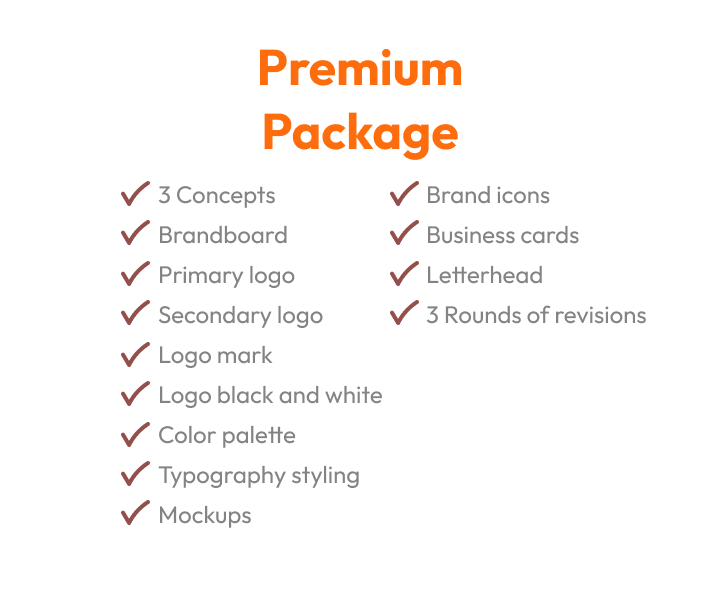 Premium
Package
3 Concepts
Brandboard
Primary logo
Secondary logo
Logo mark
Logo black and white
Color palette
Typography styling
Mockups
Brand icons
Business cards
Letterhead
3 Rounds of revisions